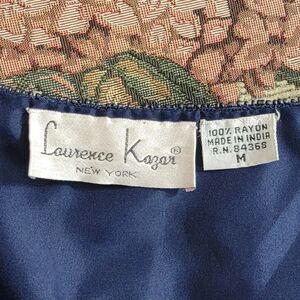 Laurence Kazar®
NEW YORK
100% RAYON
MADE IN INDIA
R.N. 84368
M